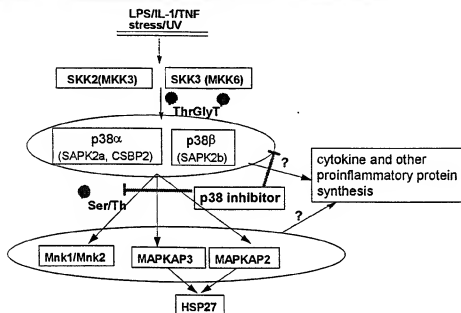 LPS/IL-1/TNF
stress/UV
SKK2(MKK3)
SKK3 (MKK6)
ThrGlyT
p38α
(SAPK2a, CSBP2)
p38β
(SAPK2b)
?
cytokine and other
proinflammatory protein
synthesis
Ser/Th
p38 inhibitor
?
Mnk1/Mnk2
MAPKAP3
MAPKAP2
HSP27